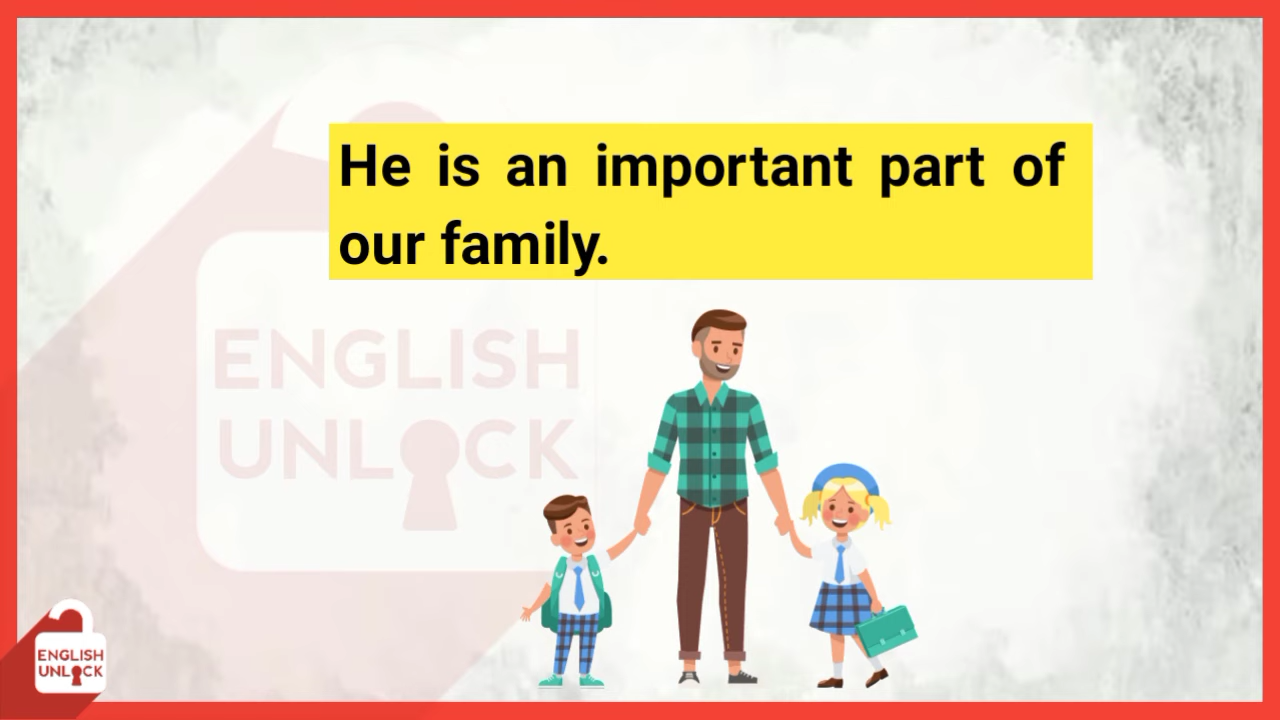 He is an important part of
our family.
ENGLISH
UNLOCK
ENGLISH
UNLOCK